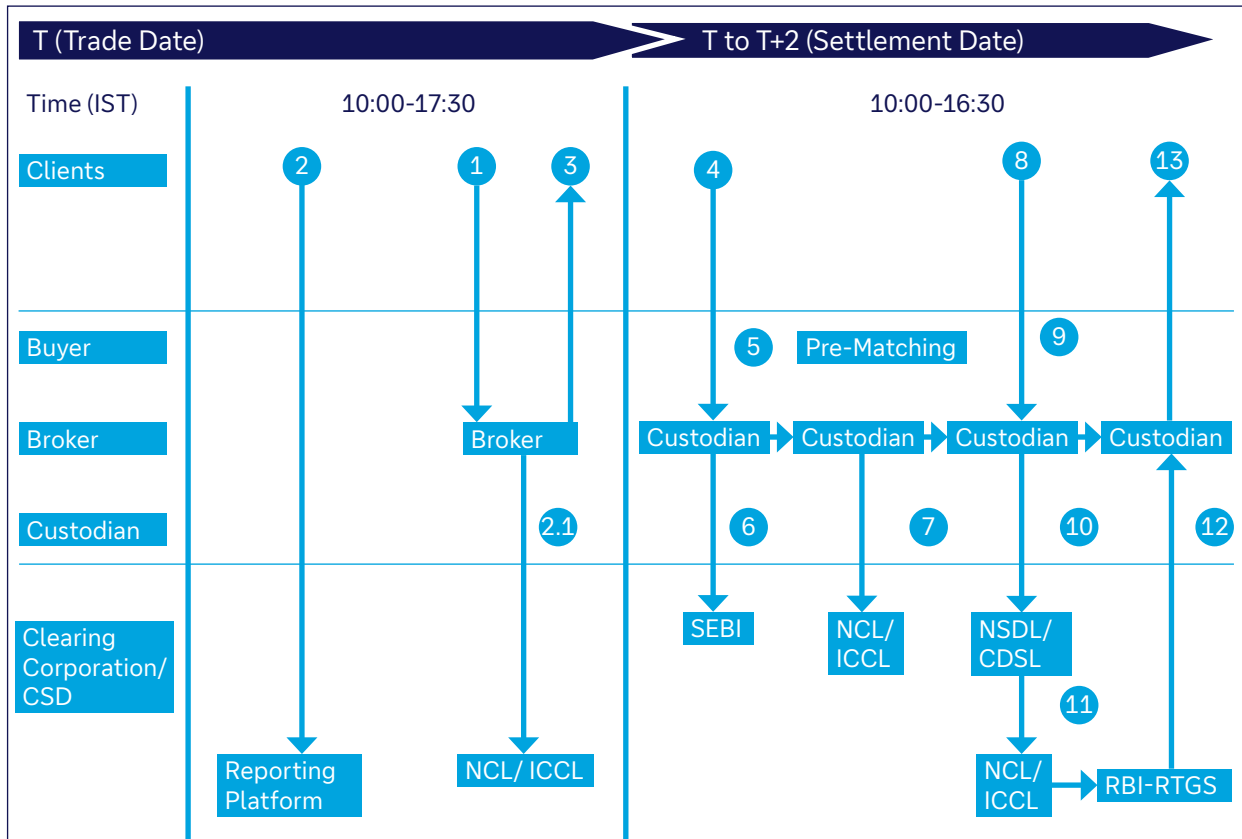 T (Trade Date)
T to T+2 (Settlement Date)
Time (IST)
10:00-17:30
10:00-16:30
Clients
2
1
3
4
8
13
Buyer
5
Pre-Matching
9
Broker
Broker
Custodian
Custodian
Custodian
Custodian
Custodian
2.1
6
7
10
12
Clearing
Corporation/
CSD
SEBI
NCL/
ICCL
NSDL/
CDSL
11
Reporting
Platform
NCL/ ICCL
NCL/
ICCL
RBI-RTGS